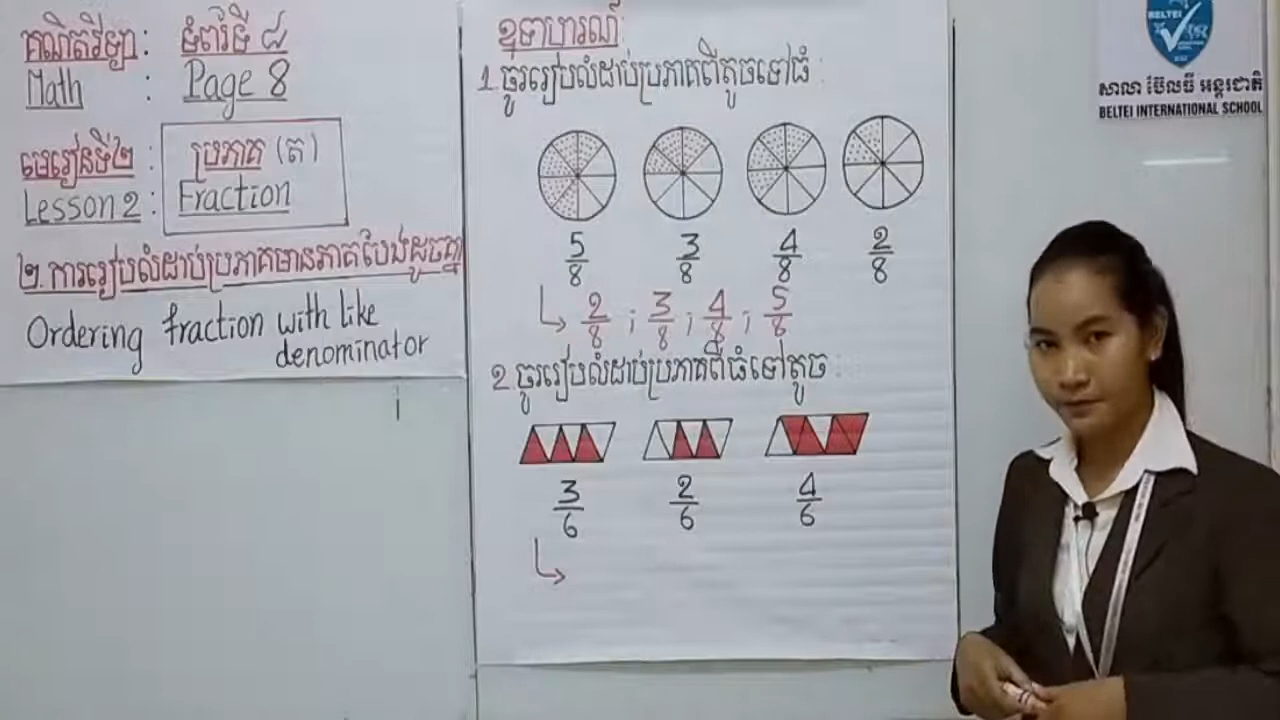 គណិតវិទ្យា : ទំព័រទី ៨
Math : Page 8
មេរៀនទី២ : ប្រភាគ (ត)
Lesson 2 : Fraction
២. ការរៀបលំដាប់ប្រភាគមានភាគបែងដូចគ្នា
Ordering fraction with like
denominator
ឧទាហរណ៍:
1. ចូររៀបលំដាប់ប្រភាគពីតូចទៅធំ :
5/8 3/8 4/8 2/8
2/8 ; 3/8 ; 4/8 ; 5/8
2. ចូររៀបលំដាប់ប្រភាគពីធំទៅតូច :
3/6 2/6 4/6
BELTEI
សាលា ប៊ែលធី អន្តរជាតិ
BELTEI INTERNATIONAL SCHOOL